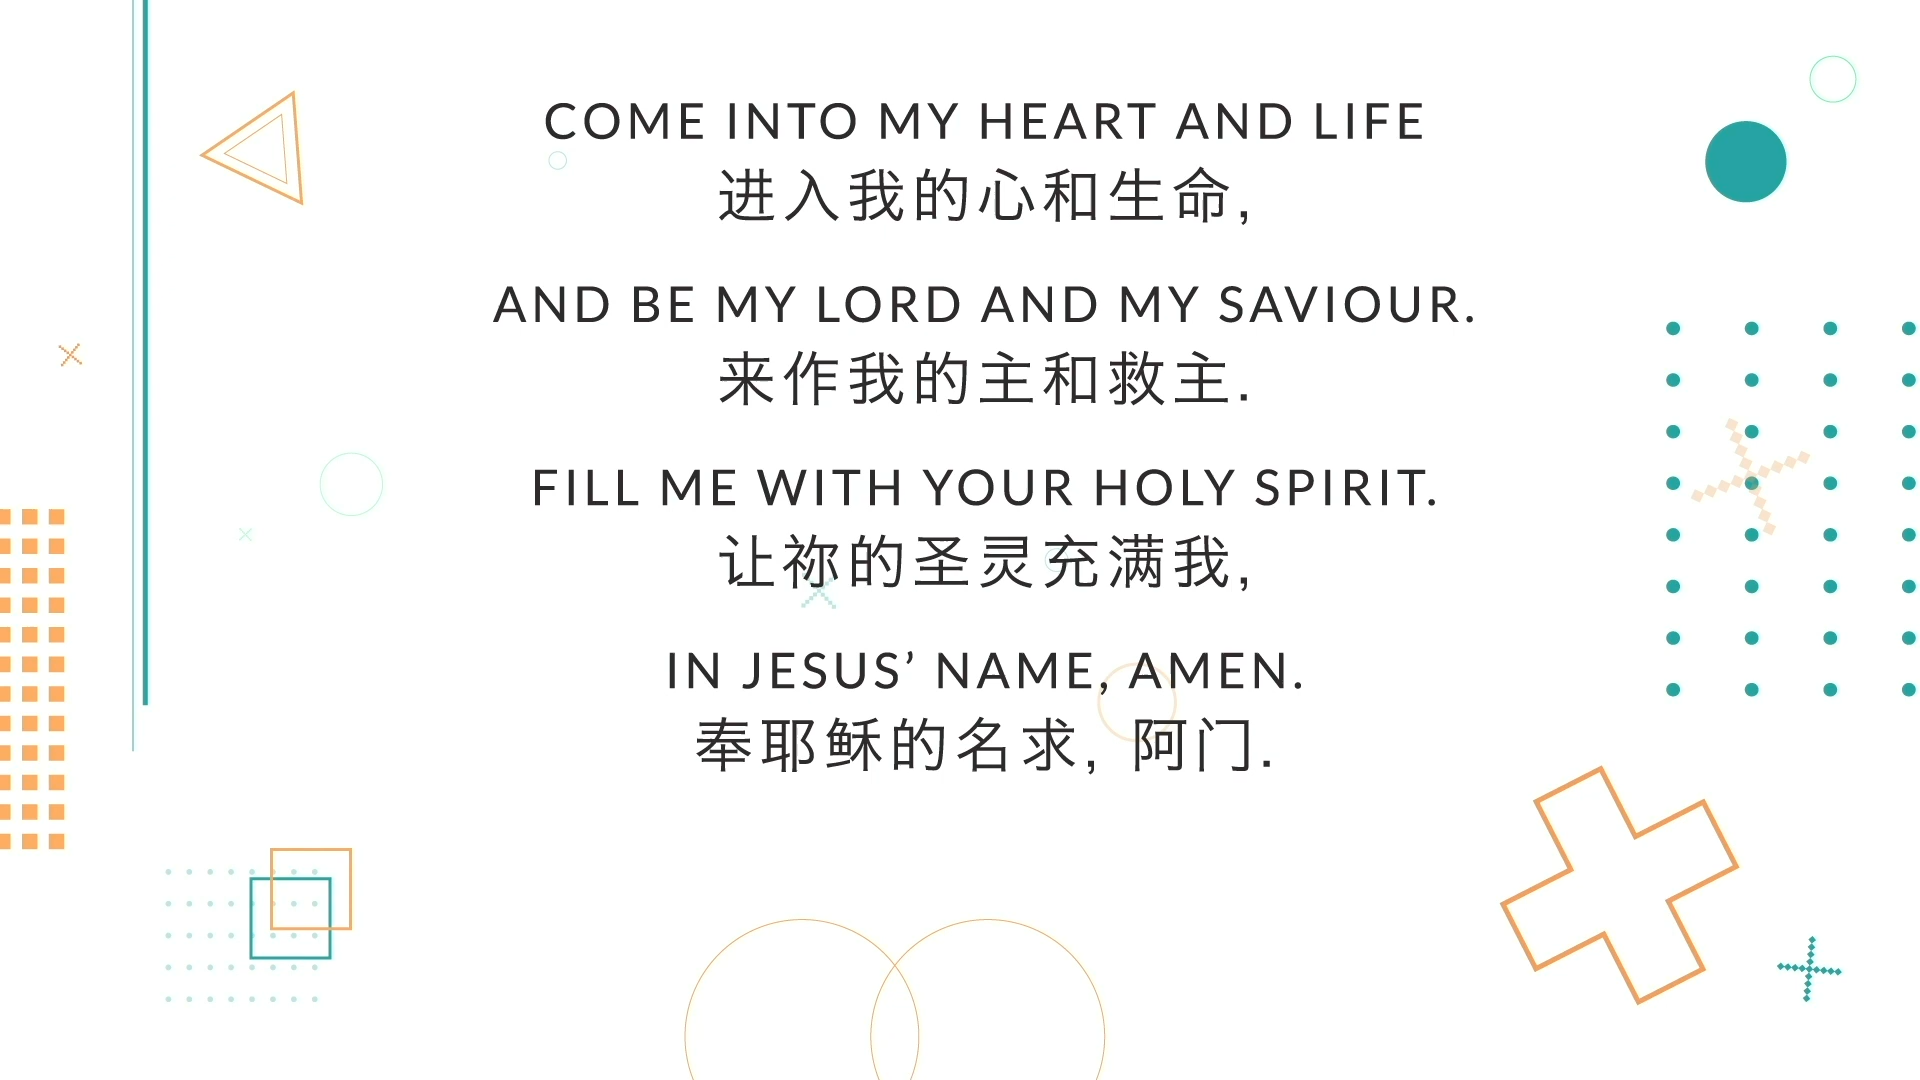 COME INTO MY HEART AND LIFE
进入我的心和生命,
AND BE MY LORD AND MY SAVIOUR.
来作我的主和救主.
FILL ME WITH YOUR HOLY SPIRIT.
让祢的圣灵充满我,
IN JESUS’ NAME, AMEN.
奉耶稣的名求, 阿门.